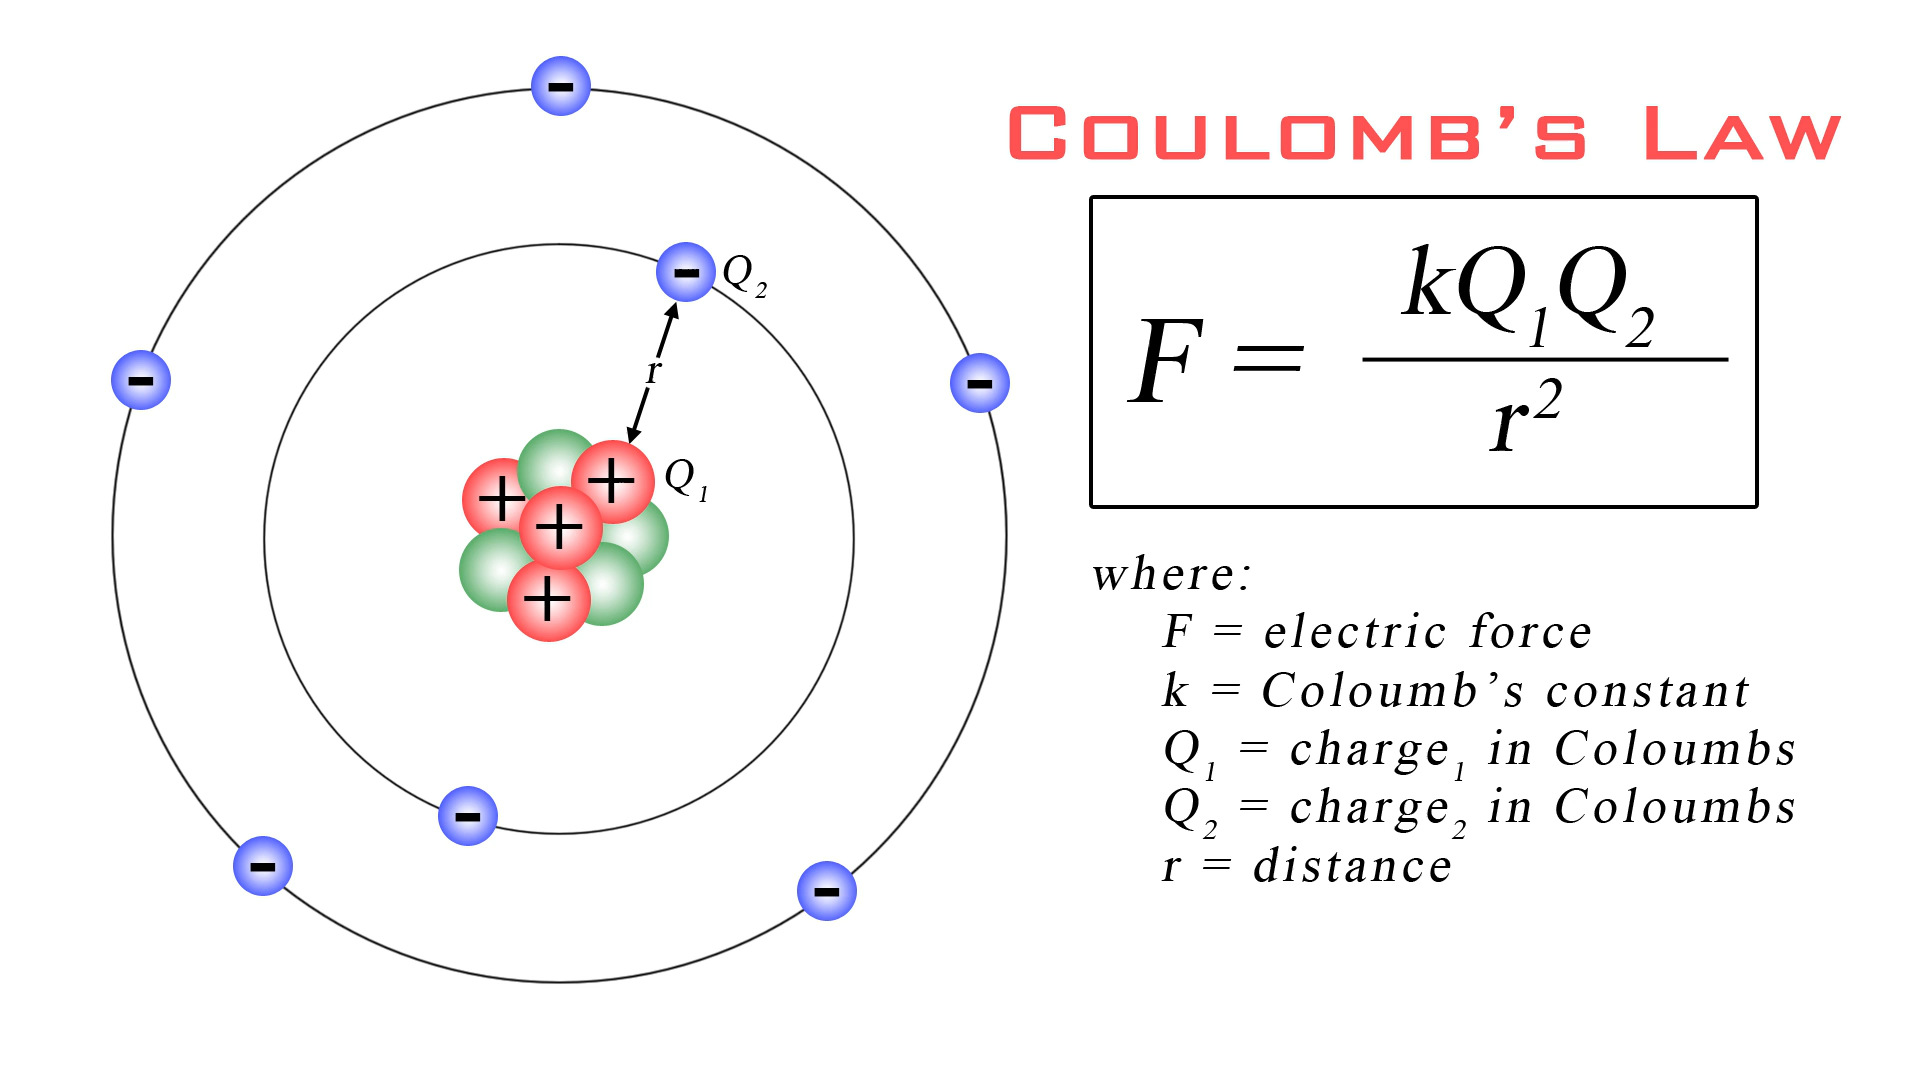 Coulomb's Law
F = kQ₁Q₂ / r²
where:
F = electric force
k = Coloumb's constant
Q₁ = charge₁ in Coloumbs
Q₂ = charge₂ in Coloumbs
r = distance
-
-
-
-
-
-
-
Q₂
r
Q₁
+
+
+
+